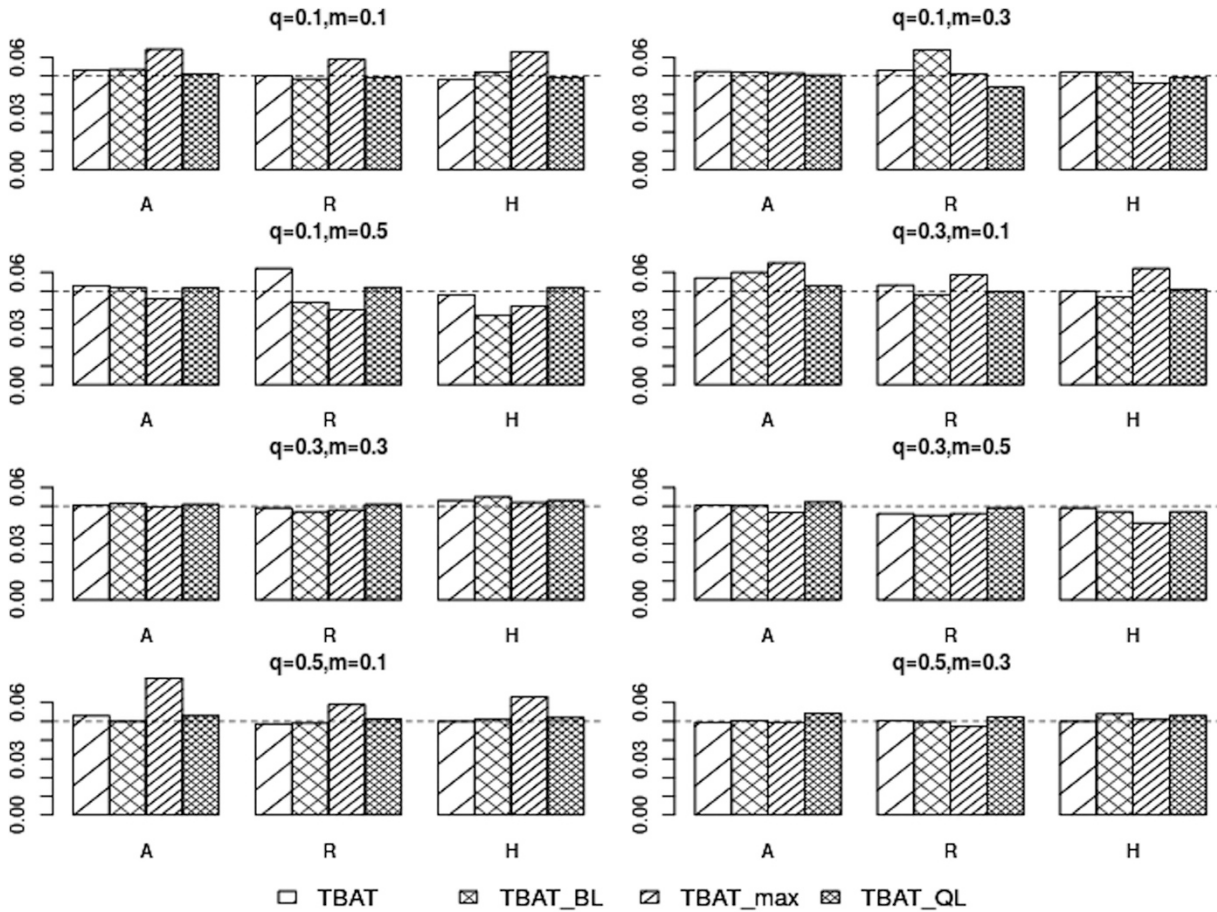 q=0.1,m=0.1
0.00 0.03 0.06
A R H
q=0.1,m=0.3
0.00 0.03 0.06
A R H
q=0.1,m=0.5
0.00 0.03 0.06
A R H
q=0.3,m=0.1
0.00 0.03 0.06
A R H
q=0.3,m=0.3
0.00 0.03 0.06
A R H
q=0.3,m=0.5
0.00 0.03 0.06
A R H
q=0.5,m=0.1
0.00 0.03 0.06
A R H
q=0.5,m=0.3
0.00 0.03 0.06
A R H
TBAT TBAT_BL TBAT_max TBAT_QL